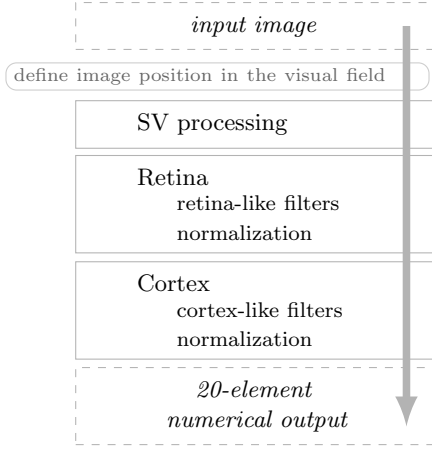 input image
define image position in the visual field
SV processing
Retina
retina-like filters
normalization
Cortex
cortex-like filters
normalization
20-element
numerical output